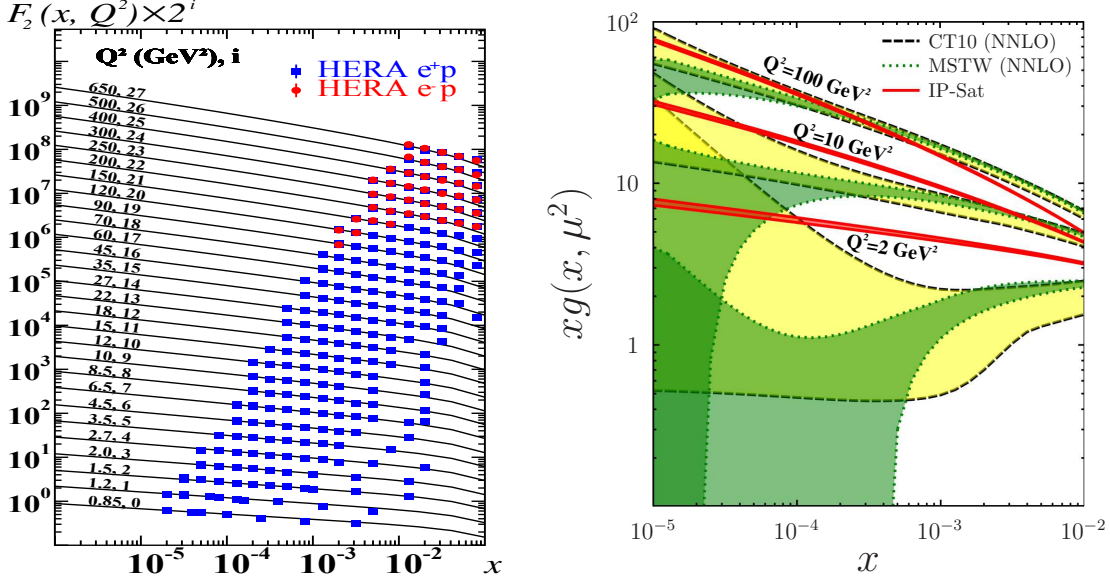 F₂(x, Q²)×2ⁱ
Q² (GeV²), i
HERA e⁺p
HERA e⁻p
650, 27
500, 26
400, 25
300, 24
250, 23
200, 22
150, 21
120, 20
90, 19
70, 18
60, 17
45, 16
35, 15
27, 14
22, 13
18, 12
15, 11
12, 10
10, 9
8.5, 8
6.5, 7
4.5, 6
3.5, 5
2.7, 4
2.0, 3
1.5, 2
1.2, 1
0.85, 0
10⁹
10⁸
10⁷
10⁶
10⁵
10⁴
10³
10²
10¹
10⁰
10⁻⁵ 10⁻⁴ 10⁻³ 10⁻² x
CT10 (NNLO)
MSTW (NNLO)
IP-Sat
Q²=100 GeV²
Q²=10 GeV²
Q²=2 GeV²
xg(x, μ²)
10²
10
1
10⁻⁵ 10⁻⁴ 10⁻³ 10⁻²
x